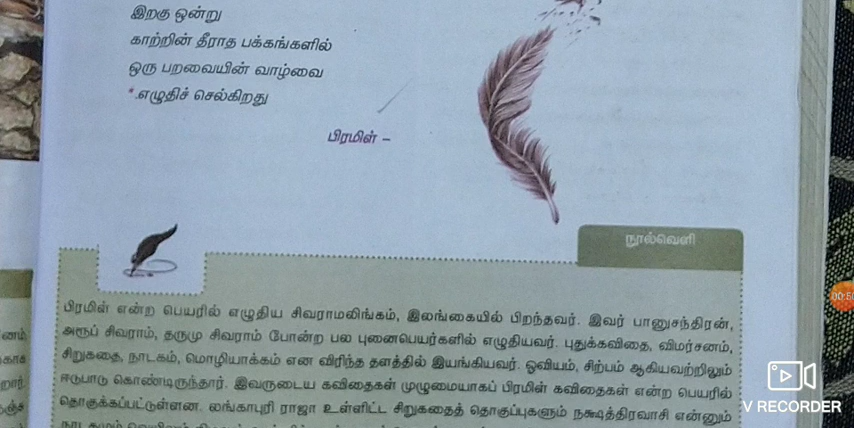 இறகு ஒன்று
காற்றின் தீராத பக்கங்களில்
ஒரு பறவையின் வாழ்வை
எழுதிச் செல்கிறது
பிரமிள் –
நூல்வெளி
பிரமிள் என்ற பெயரில் எழுதிய சிவராமலிங்கம், இலங்கையில் பிறந்தவர். இவர் பானுசந்திரன்,
அரூப் சிவராம், தருமு சிவராம் போன்ற பல புனைபெயர்களில் எழுதியவர். புதுக்கவிதை, விமர்சனம்,
சிறுகதை, நாடகம், மொழியாக்கம் என விரிந்த தளத்தில் இயங்கியவர். ஓவியம், சிற்பம் ஆகியவற்றிலும்
ஈடுபாடு கொண்டிருந்தார். இவருடைய கவிதைகள் முழுமையாகப் பிரமிள் கவிதைகள் என்ற பெயரில்
தொகுக்கப்பட்டுள்ளன. லங்காபுரி ராஜா உள்ளிட்ட சிறுகதைத் தொகுப்புகளும் நக்ஷத்திரவாசி என்னும்
V RECORDER